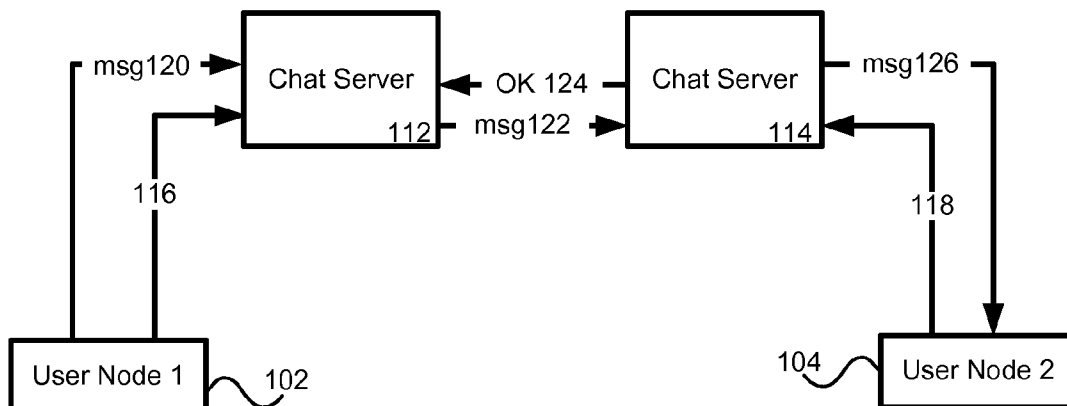 msg120
Chat Server
112
OK 124
msg122
Chat Server
114
msg126
116
118
User Node 1
102
104
User Node 2